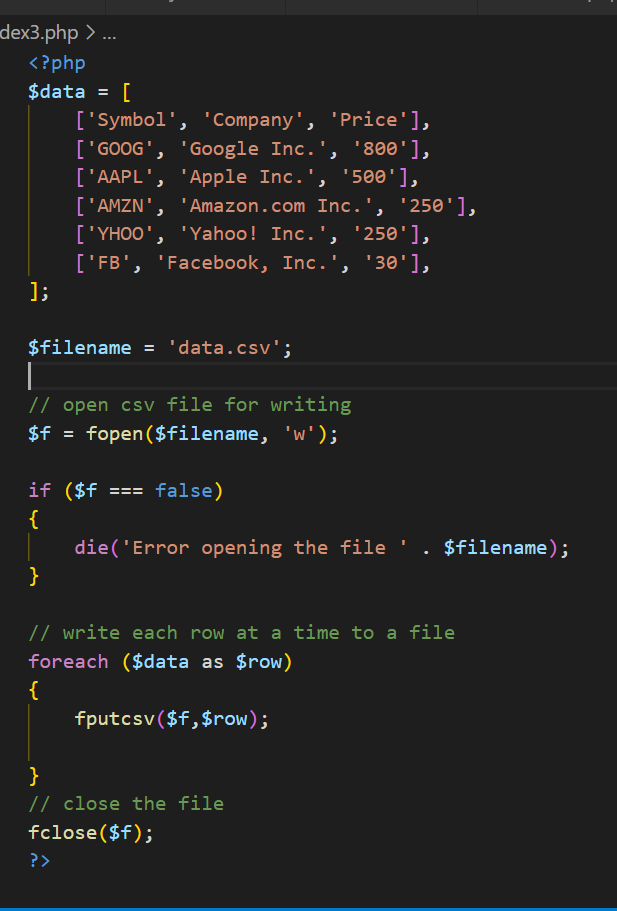 dex3.php > ...
<?php
$data = [
    ['Symbol', 'Company', 'Price'],
    ['GOOG', 'Google Inc.', '800'],
    ['AAPL', 'Apple Inc.', '500'],
    ['AMZN', 'Amazon.com Inc.', '250'],
    ['YHOO', 'Yahoo! Inc.', '250'],
    ['FB', 'Facebook, Inc.', '30'],
];
$filename = 'data.csv';
// open csv file for writing
$f = fopen($filename, 'w');
if ($f === false)
{
    die('Error opening the file ' . $filename);
}
// write each row at a time to a file
foreach ($data as $row)
{
    fputcsv($f,$row);
}
// close the file
fclose($f);
?>